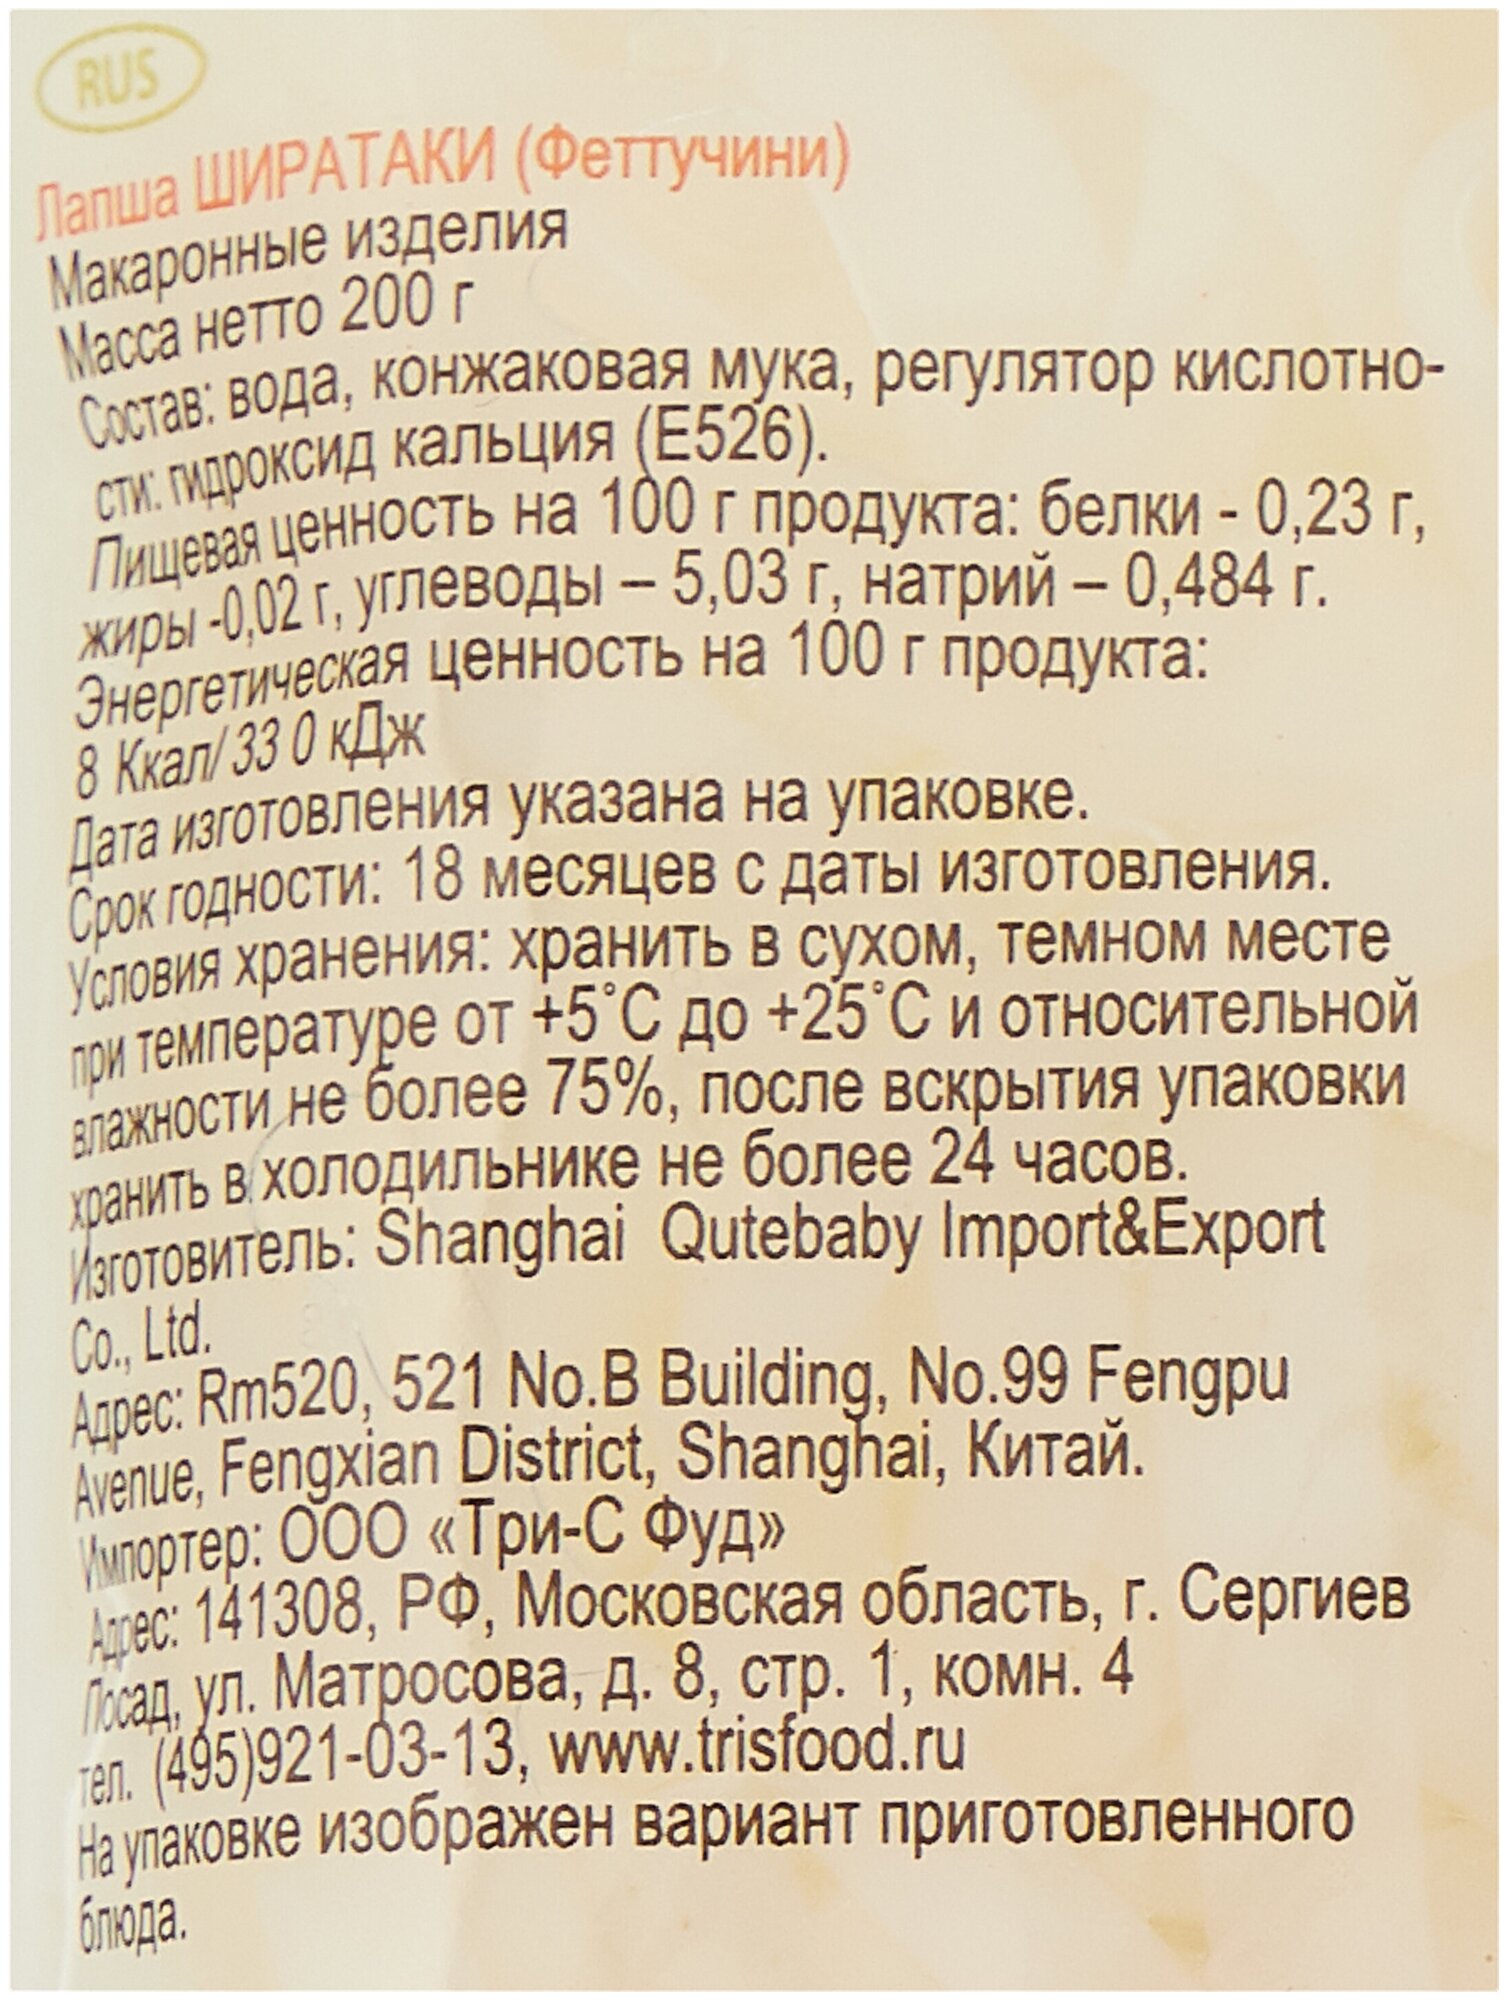 RUS
Лапша ШИРАТАКИ (Феттучини)
Макаронные изделия
Масса нетто 200 г
Состав: вода, конжаковая мука, регулятор кислотно-
сти: гидроксид кальция (Е526).
Пищевая ценность на 100 г продукта: белки - 0,23 г,
жиры -0,02 г, углеводы – 5,03 г, натрий – 0,484 г.
Энергетическая ценность на 100 г продукта:
8 Ккал/ 33 0 кДж
Дата изготовления указана на упаковке.
Срок годности: 18 месяцев с даты изготовления.
Условия хранения: хранить в сухом, темном месте
при температуре от +5˚С до +25˚С и относительной
влажности не более 75%, после вскрытия упаковки
хранить в холодильнике не более 24 часов.
Изготовитель: Shanghai Qutebaby Import&Export
Co., Ltd.
Адрес: Rm520, 521 No.B Building, No.99 Fengpu
Avenue, Fengxian District, Shanghai, Китай.
Импортер: ООО «Три-С Фуд»
Адрес: 141308, РФ, Московская область, г. Сергиев
Посад, ул. Матросова, д. 8, стр. 1, комн. 4
тел. (495)921-03-13, www.trisfood.ru
На упаковке изображен вариант приготовленного
блюда.